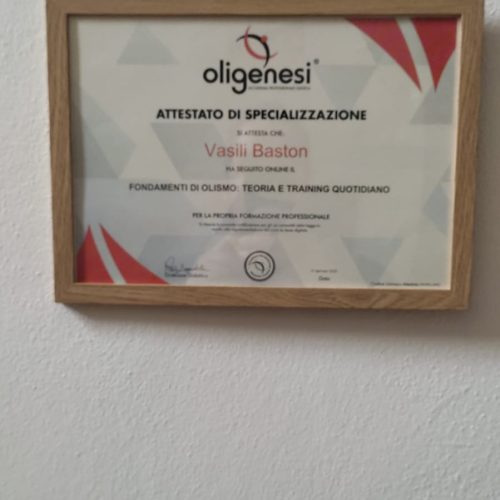 oligenesi®
ATTESTATO DI SPECIALIZZAZIONE
SI ATTESTA CHE:
Vasili Baston
HA SEGUITO ONLINE IL
FONDAMENTI DI OLISMO: TEORIA E TRAINING QUOTIDIANO
PER LA PROPRIA FORMAZIONE PROFESSIONALE
Data